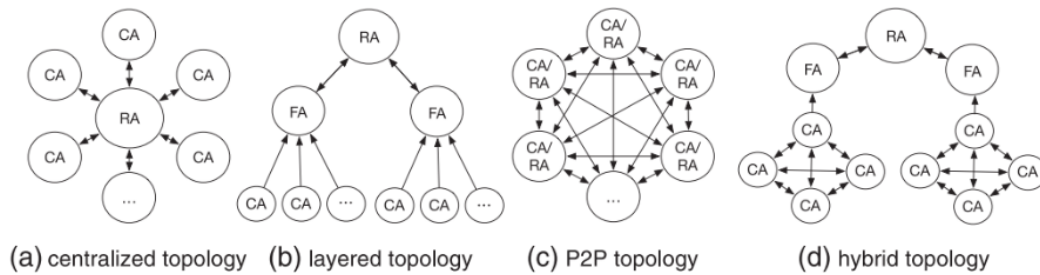 CA
CA
CA
RA
CA
CA
...
(a) centralized topology
RA
FA
FA
CA
CA
...
CA
CA
...
(b) layered topology
CA/
RA
CA/
RA
CA/
RA
CA/
RA
CA/
RA
...
(c) P2P topology
RA
FA
FA
CA
CA
CA
CA
CA
CA
CA
CA
(d) hybrid topology